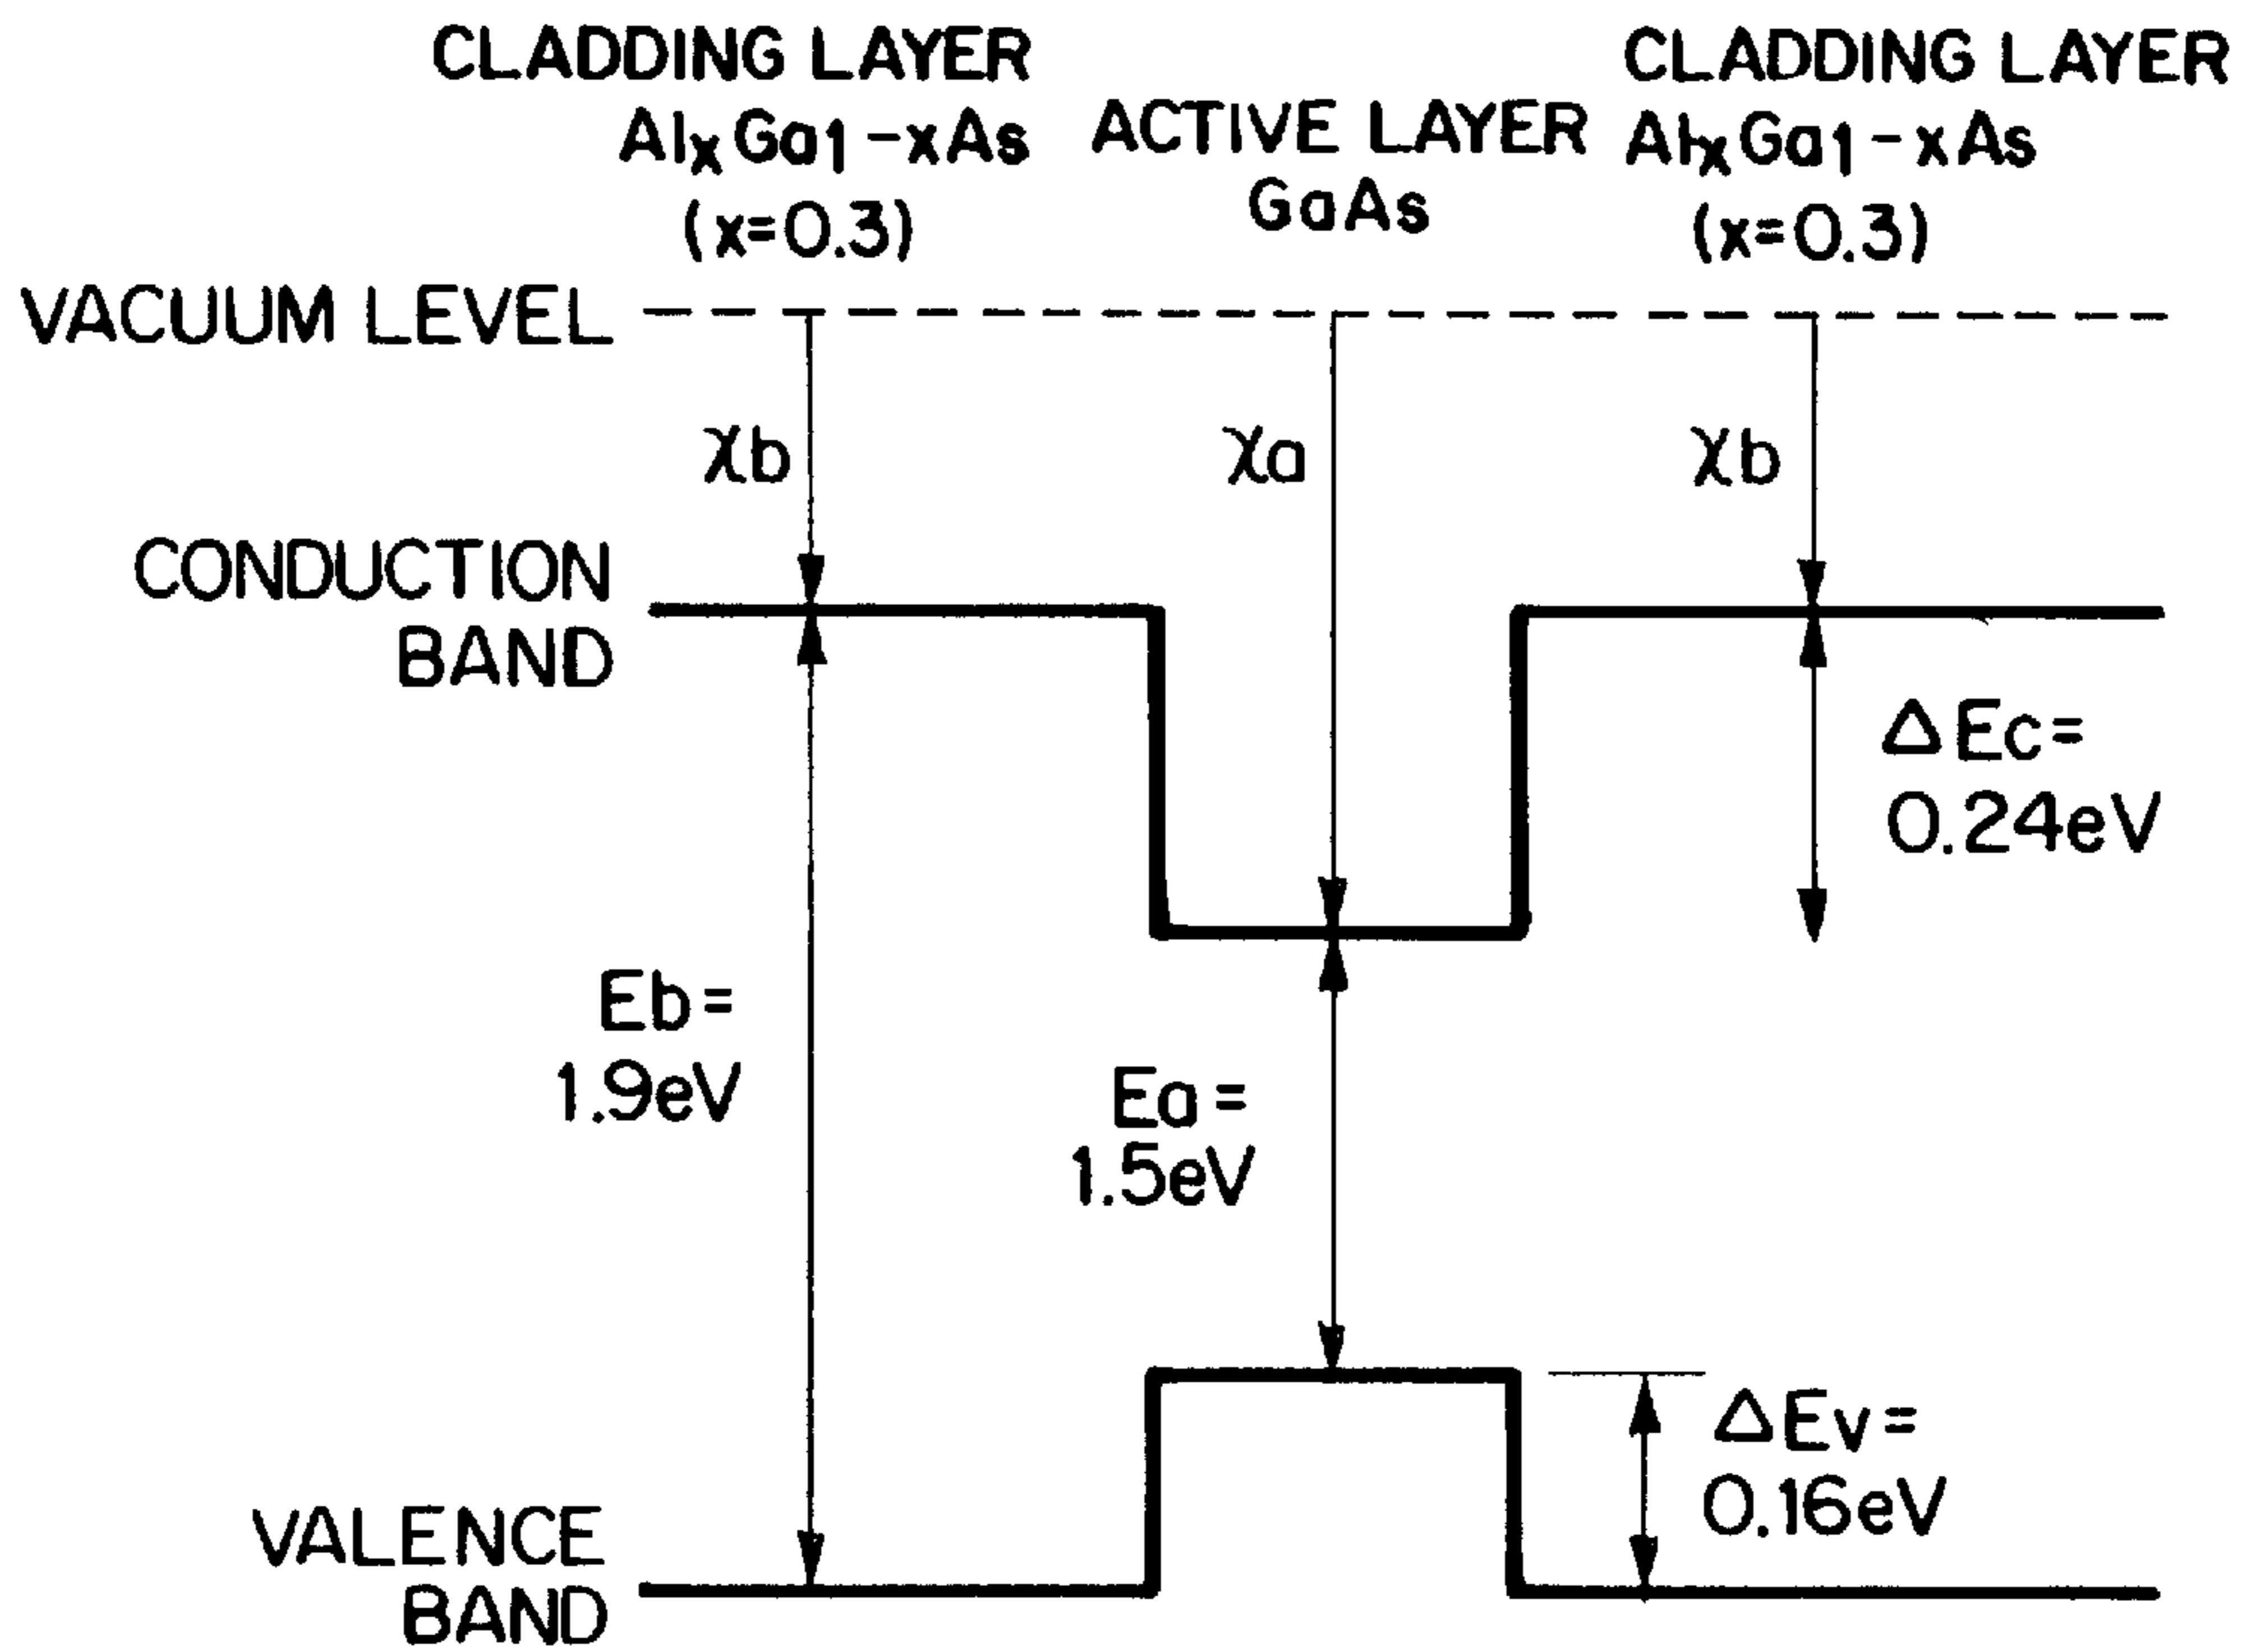 CLADDING LAYER
AlxGa1-xAs
(x=0.3)
ACTIVE LAYER
GaAs
CLADDING LAYER
AlxGa1-xAs
(x=0.3)
VACUUM LEVEL
χb
χa
χb
CONDUCTION
BAND
ΔEc=
0.24eV
Eb=
1.9eV
Ea=
1.5eV
ΔEv=
0.16eV
VALENCE
BAND